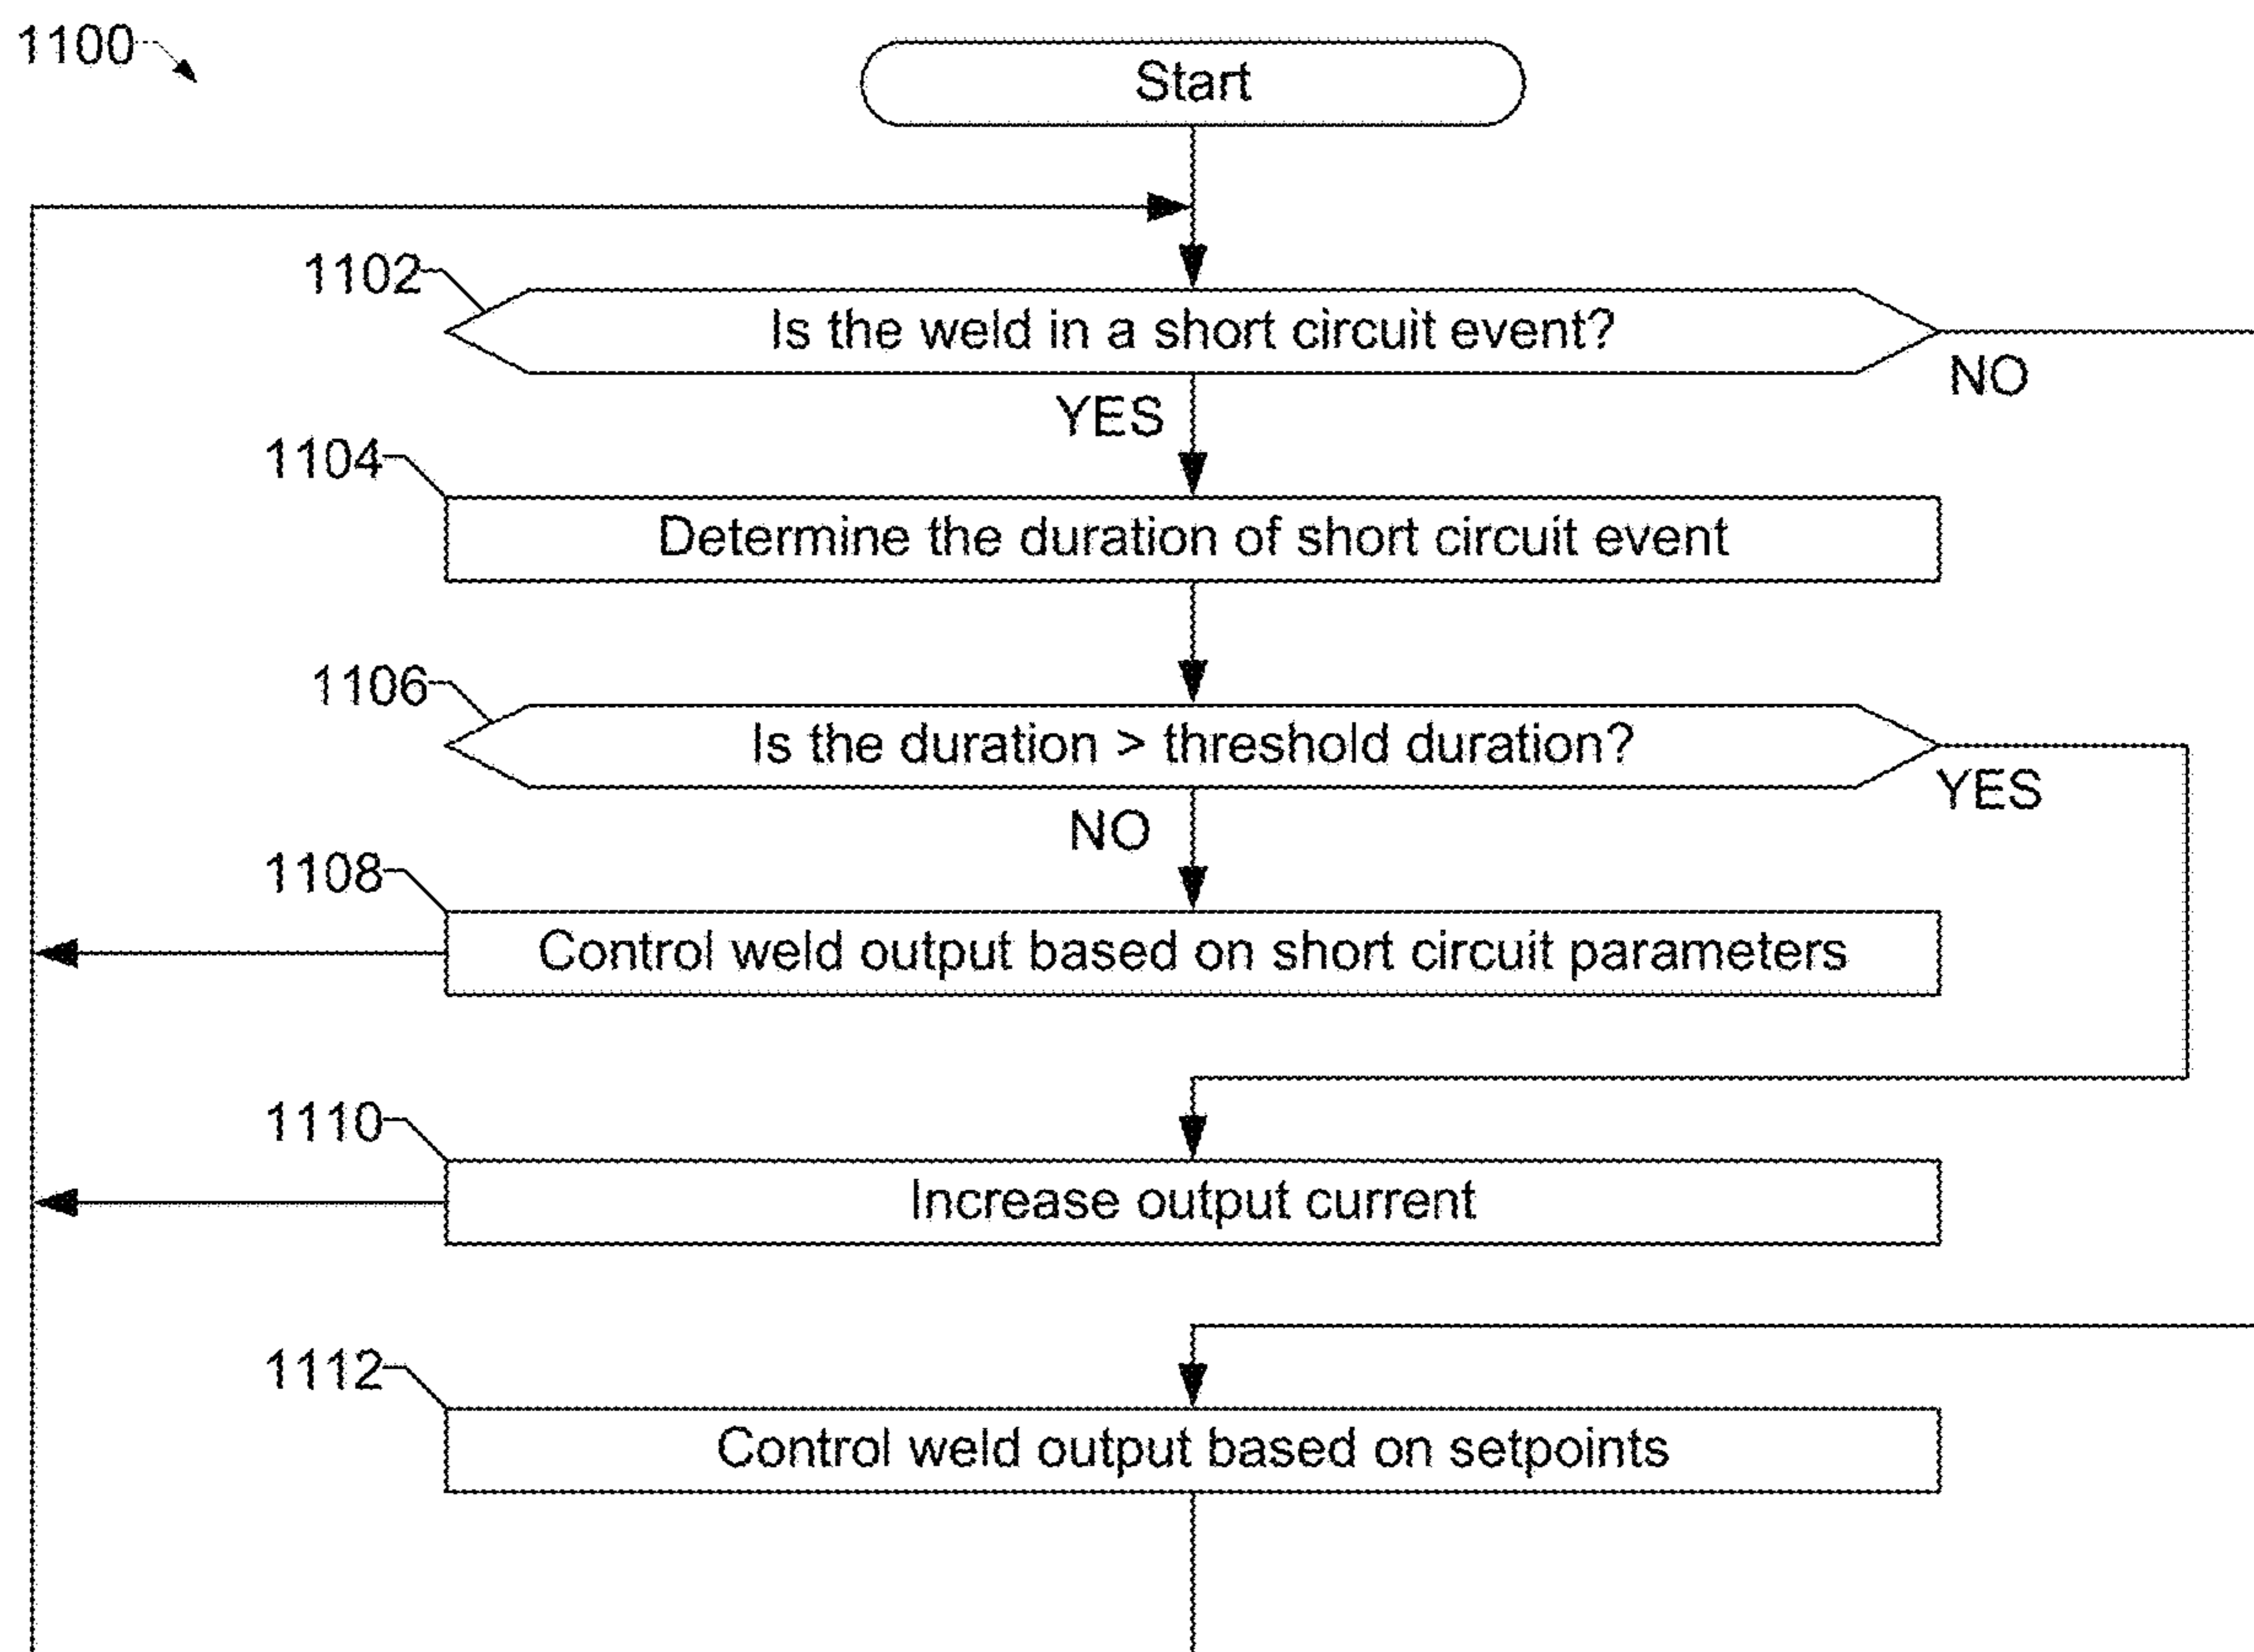 1100
Start
1102
Is the weld in a short circuit event?
NO
YES
1104
Determine the duration of short circuit event
1106
Is the duration > threshold duration?
YES
NO
1108
Control weld output based on short circuit parameters
1110
Increase output current
1112
Control weld output based on setpoints